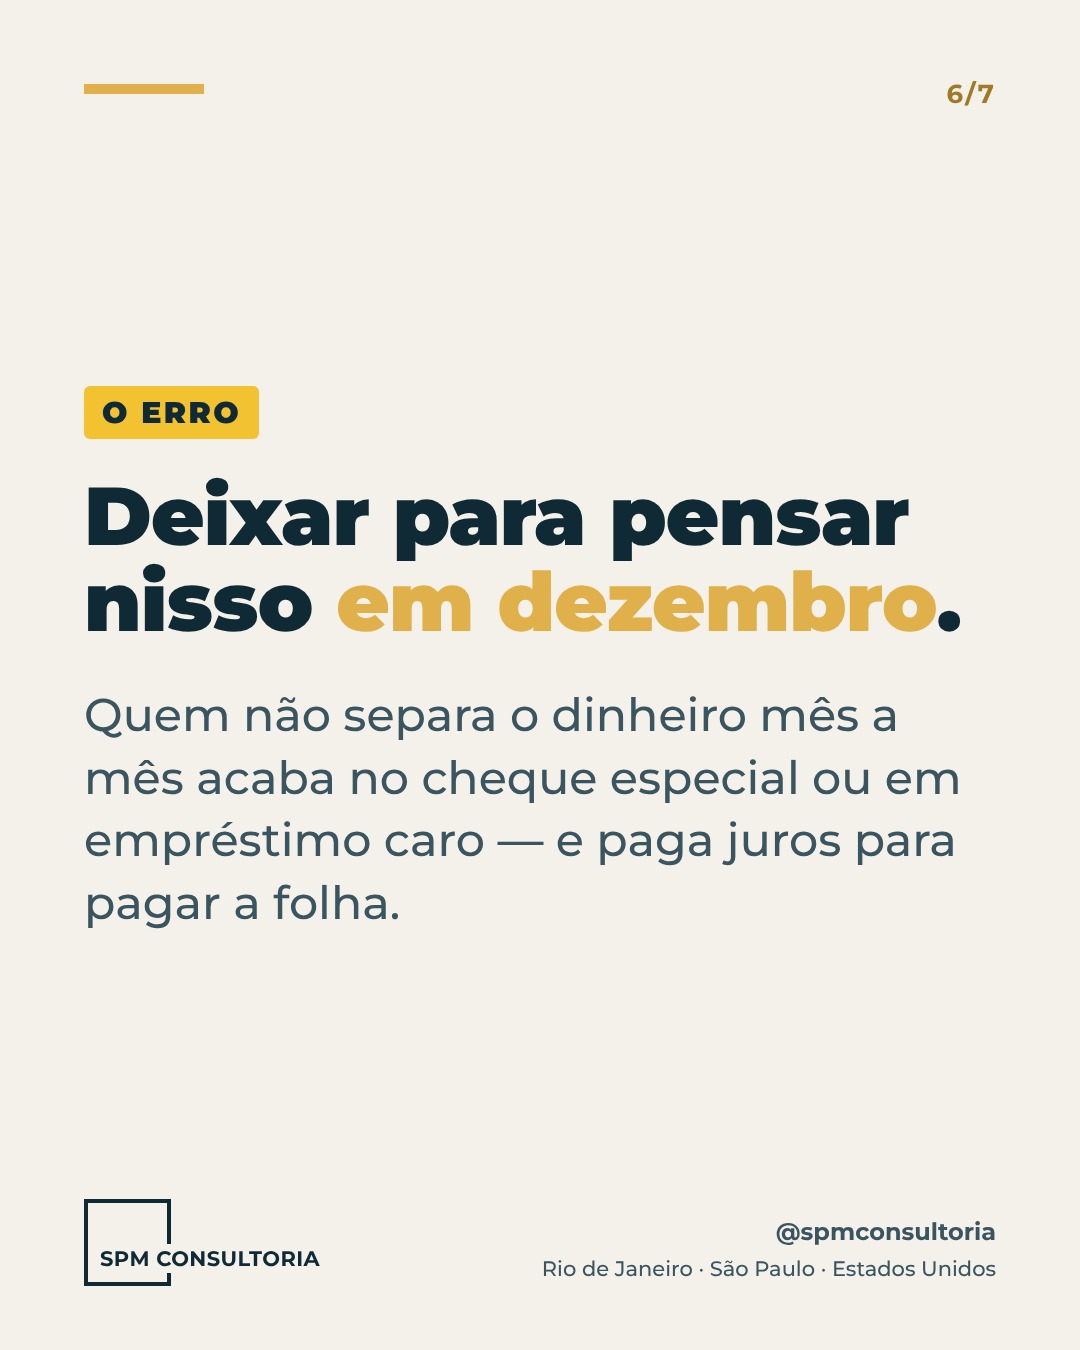 6/7
O ERRO
Deixar para pensar
nisso em dezembro.
Quem não separa o dinheiro mês a
mês acaba no cheque especial ou em
empréstimo caro — e paga juros para
pagar a folha.
SPM CONSULTORIA
@spmconsultoria
Rio de Janeiro · São Paulo · Estados Unidos